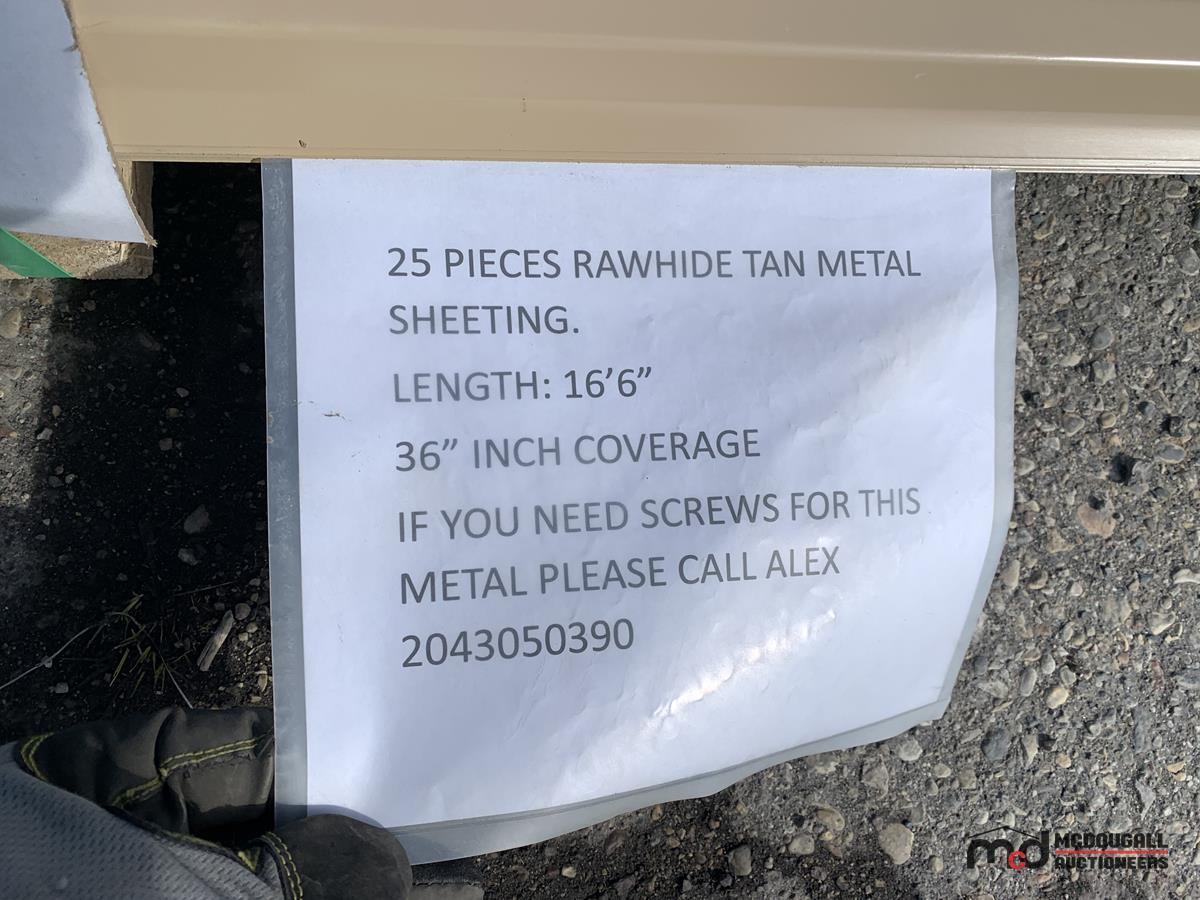 25 PIECES RAWHIDE TAN METAL
SHEETING.
LENGTH: 16’6”
36” INCH COVERAGE
IF YOU NEED SCREWS FOR THIS
METAL PLEASE CALL ALEX
2043050390
mcd MCDOUGALL
AUCTIONEERS